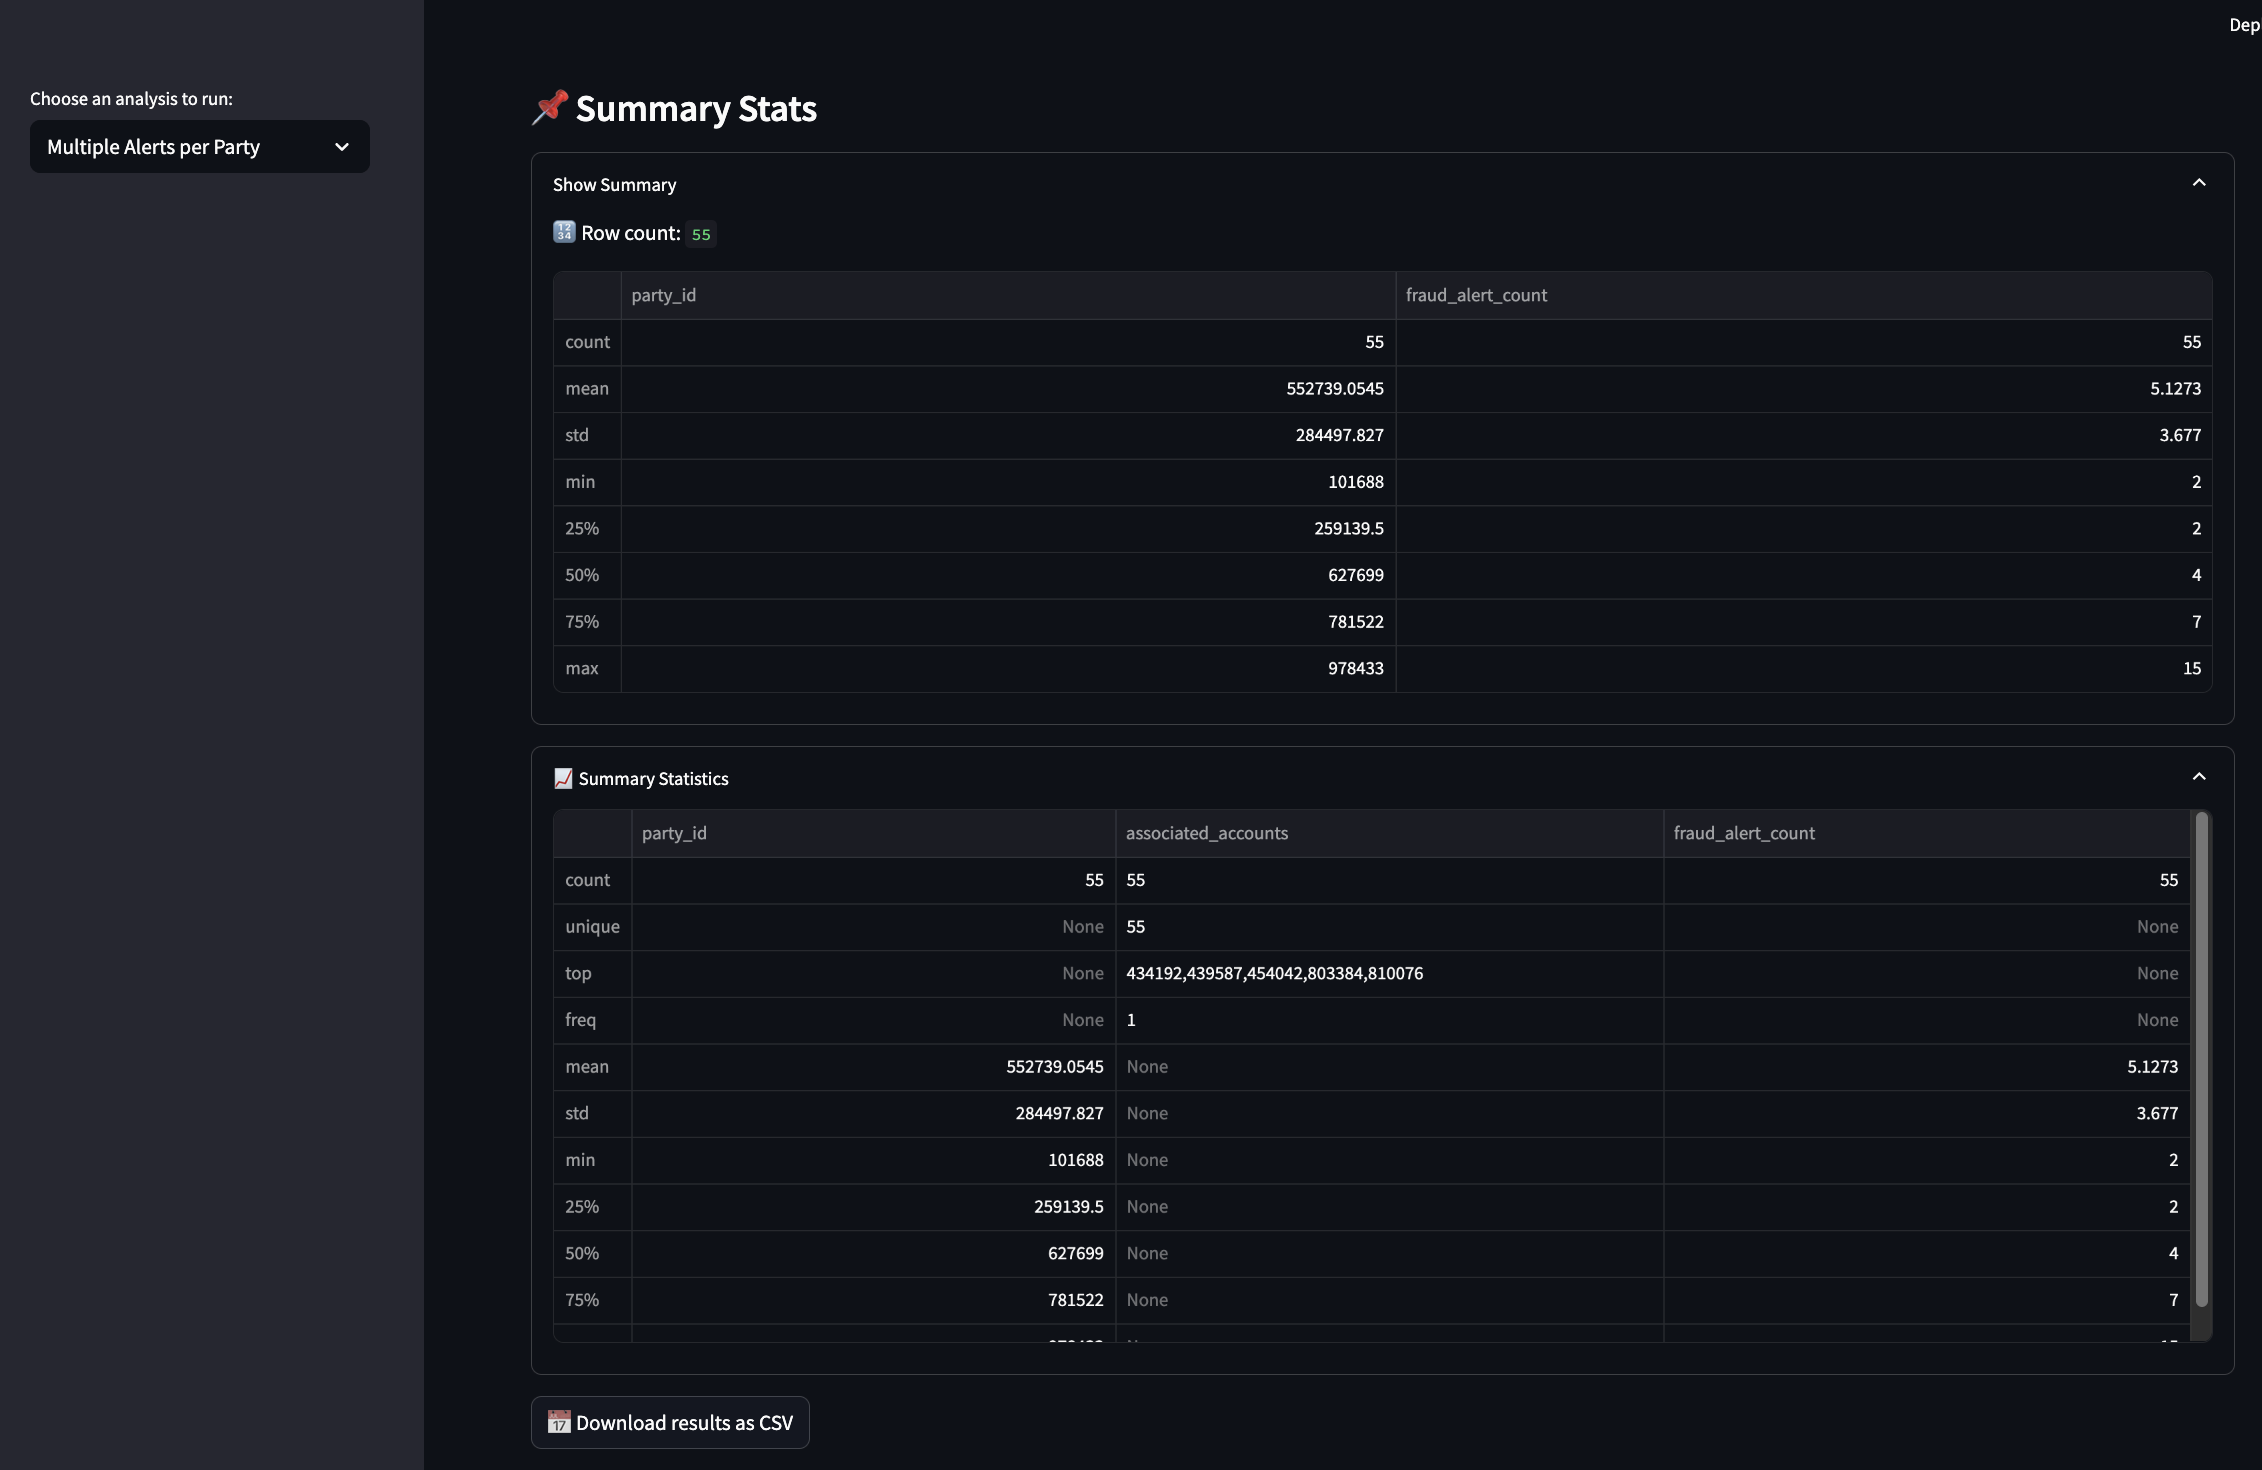 Dep
Choose an analysis to run:
Multiple Alerts per Party
Summary Stats
Show Summary
Row count: 55
party_id fraud_alert_count
count 55 55
mean 552739.0545 5.1273
std 284497.827 3.677
min 101688 2
25% 259139.5 2
50% 627699 4
75% 781522 7
max 978433 15
Summary Statistics
party_id associated_accounts fraud_alert_count
count 55 55 55
unique None 55 None
top None 434192,439587,454042,803384,810076 None
freq None 1 None
mean 552739.0545 None 5.1273
std 284497.827 None 3.677
min 101688 None 2
25% 259139.5 None 2
50% 627699 None 4
75% 781522 None 7
Download results as CSV